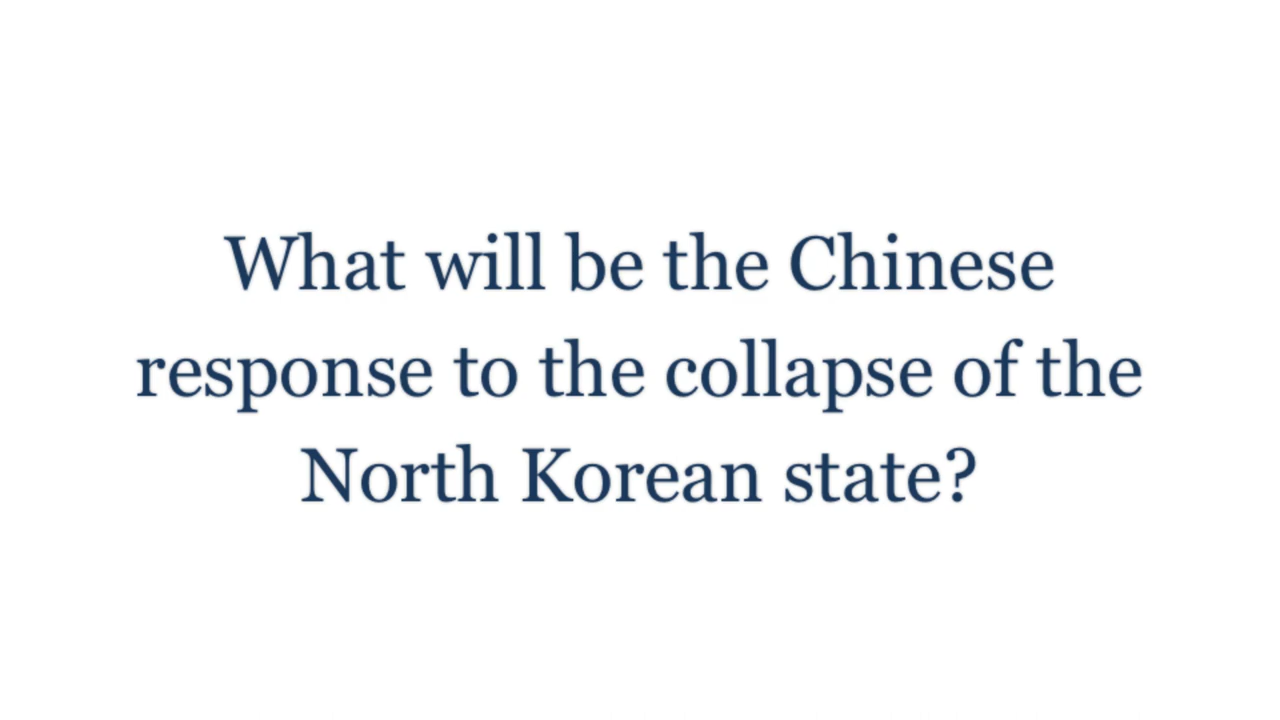 What will be the Chinese
response to the collapse of the
North Korean state?